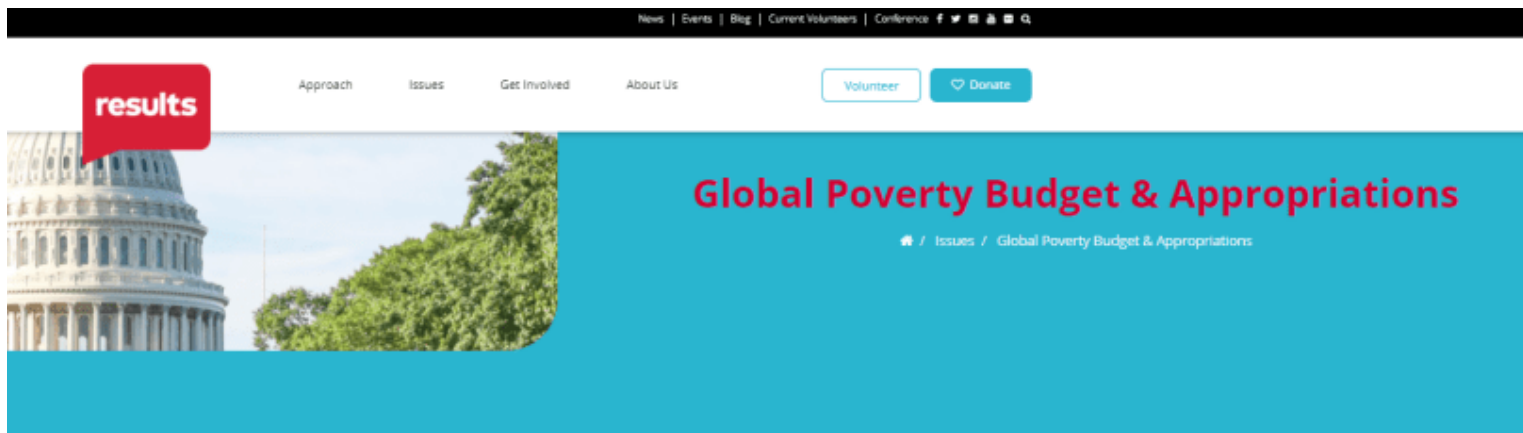 News | Events | Blog | Current Volunteers | Conference
results
Approach Issues Get Involved About Us Volunteer Donate
Global Poverty Budget & Appropriations
/ Issues / Global Poverty Budget & Appropriations